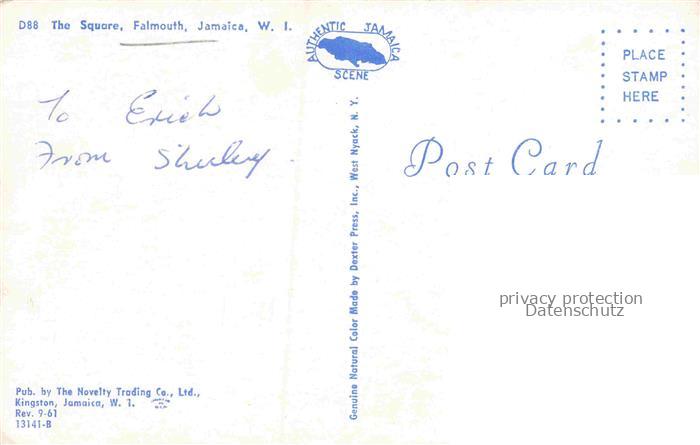 D88 The Square, Falmouth, Jamaica, W. I.
AUTHENTIC JAMAICA
SCENE
PLACE
STAMP
HERE
To Erich
From Shirley
Post Card
Genuine Natural Color Made by Dexter Press, Inc., West Nyack, N. Y.
privacy protection
Datenschutz
Pub. by The Novelty Trading Co., Ltd.,
Kingston, Jamaica, W. I.
Rev. 9-61
13141-B